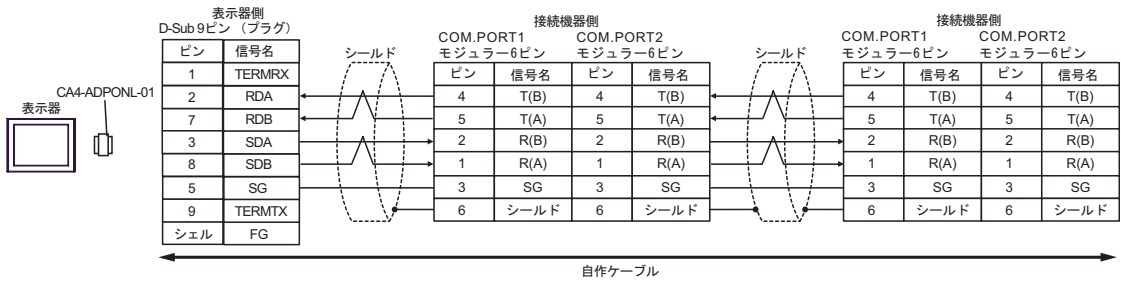 表示器側
D-Sub 9ピン （プラグ）
接続機器側
COM.PORT1 COM.PORT2
モジュラー6ピン モジュラー6ピン
接続機器側
COM.PORT1 COM.PORT2
モジュラー6ピン モジュラー6ピン
シールド
シールド
表示器
CA4-ADPONL-01
ピン 信号名
1 TERMRX
2 RDA
7 RDB
3 SDA
8 SDB
5 SG
9 TERMTX
シェル FG
ピン 信号名 ピン 信号名
4 T(B) 4 T(B)
5 T(A) 5 T(A)
2 R(B) 2 R(B)
1 R(A) 1 R(A)
3 SG 3 SG
6 シールド 6 シールド
ピン 信号名 ピン 信号名
4 T(B) 4 T(B)
5 T(A) 5 T(A)
2 R(B) 2 R(B)
1 R(A) 1 R(A)
3 SG 3 SG
6 シールド 6 シールド
自作ケーブル